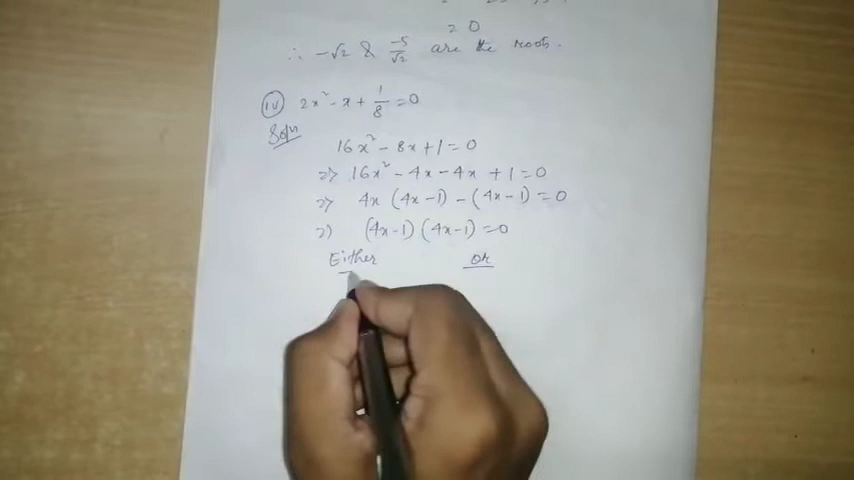 = 0
∴ -√2 & -5/√2 are the roots.
(iv) 2x² - x + 1/8 = 0
Soln
16x² - 8x + 1 = 0
=> 16x² - 4x - 4x + 1 = 0
=> 4x (4x - 1) - (4x - 1) = 0
=> (4x - 1) (4x - 1) = 0
Either or